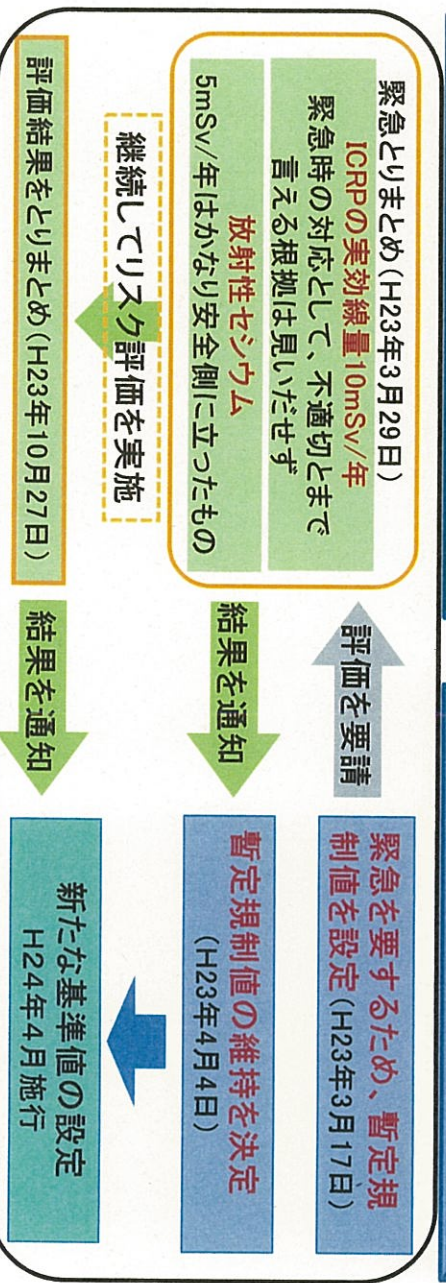 緊急とりまとめ(H23年3月29日)
ICRPの実効線量10mSv/年
緊急時の対応として、不適切とまで
言える根拠は見いだせず
放射性セシウム
5mSv/年はかなり安全側に立ったもの
継続してリスク評価を実施
評価結果をとりまとめ(H23年10月27日)
評価を要請
結果を通知
結果を通知
緊急を要するため、暫定規
制値を設定(H23年3月17日)
暫定規制値の維持を決定
(H23年4月4日)
新たな基準値の設定
H24年4月施行